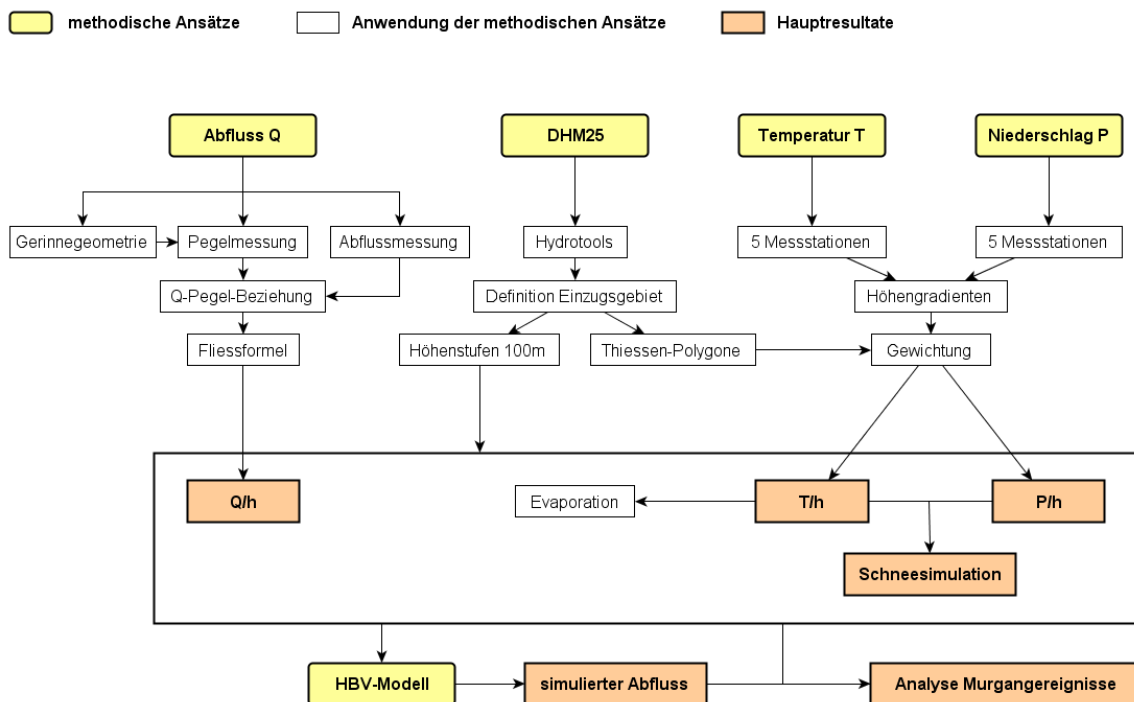 methodische Ansätze
Anwendung der methodischen Ansätze
Hauptresultate
Abfluss Q
DHM25
Temperatur T
Niederschlag P
Gerinnegeometrie
Pegelmessung
Abflussmessung
Hydrotools
5 Messstationen
5 Messstationen
Q-Pegel-Beziehung
Definition Einzugsgebiet
Höhengradienten
Fliessformel
Höhenstufen 100m
Thiessen-Polygone
Gewichtung
Q/h
Evaporation
T/h
P/h
Schneesimulation
HBV-Modell
simulierter Abfluss
Analyse Murgangereignisse